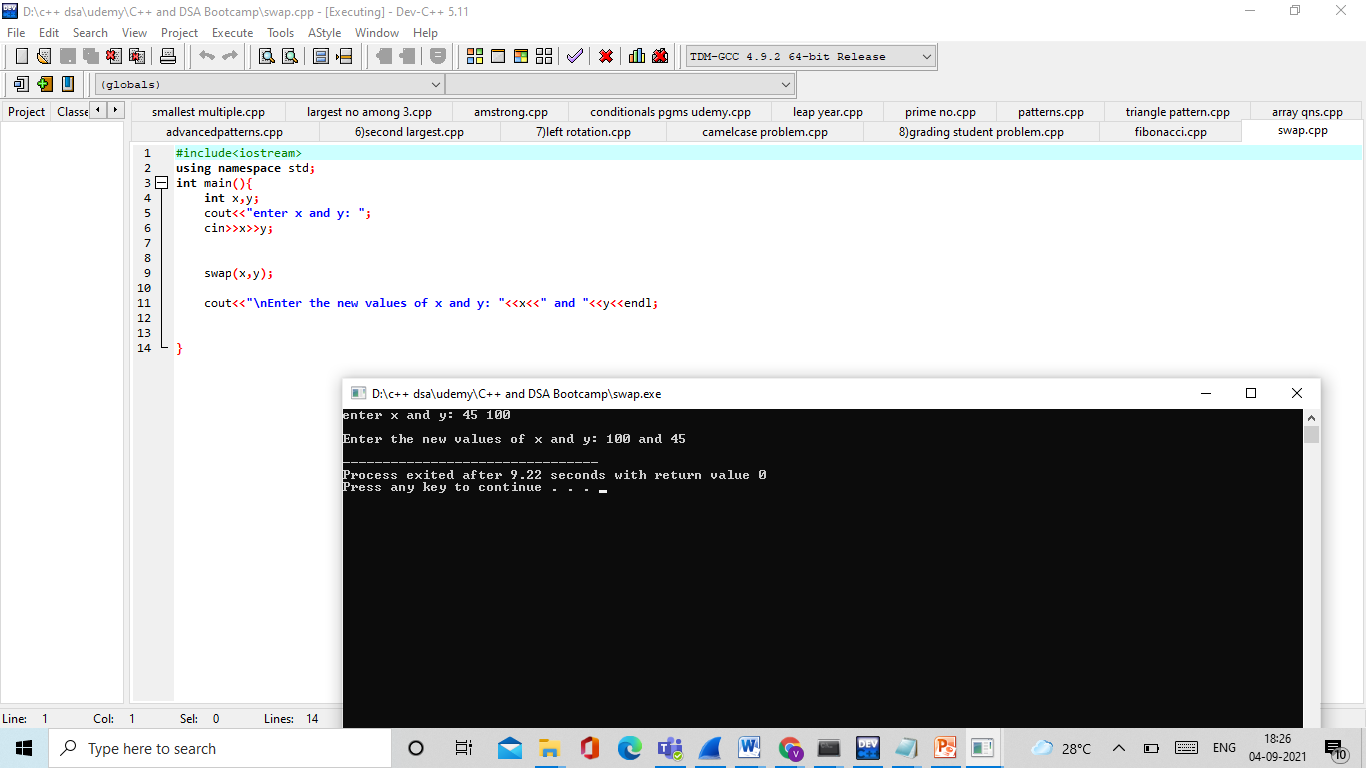 D:\c++ dsa\udemy\C++ and DSA Bootcamp\swap.cpp - [Executing] - Dev-C++ 5.11
File Edit Search View Project Execute Tools AStyle Window Help
TDM-GCC 4.9.2 64-bit Release
(globals)
Project Classe smallest multiple.cpp largest no among 3.cpp amstrong.cpp conditionals pgms udemy.cpp leap year.cpp prime no.cpp patterns.cpp triangle pattern.cpp array qns.cpp
advancedpatterns.cpp 6)second largest.cpp 7)left rotation.cpp camelcase problem.cpp 8)grading student problem.cpp fibonacci.cpp swap.cpp
1 #include<iostream>
2 using namespace std;
3 int main(){
4 int x,y;
5 cout<<"enter x and y: ";
6 cin>>x>>y;
7
8
9 swap(x,y);
10
11 cout<<"\nEnter the new values of x and y: "<<x<<" and "<<y<<endl;
12
13
14 }
D:\c++ dsa\udemy\C++ and DSA Bootcamp\swap.exe
enter x and y: 45 100
Enter the new values of x and y: 100 and 45
--------------------------------
Process exited after 9.22 seconds with return value 0
Press any key to continue . . .
Line: 1 Col: 1 Sel: 0 Lines: 14
Type here to search
DEV
28°C
ENG
18:26
04-09-2021
10